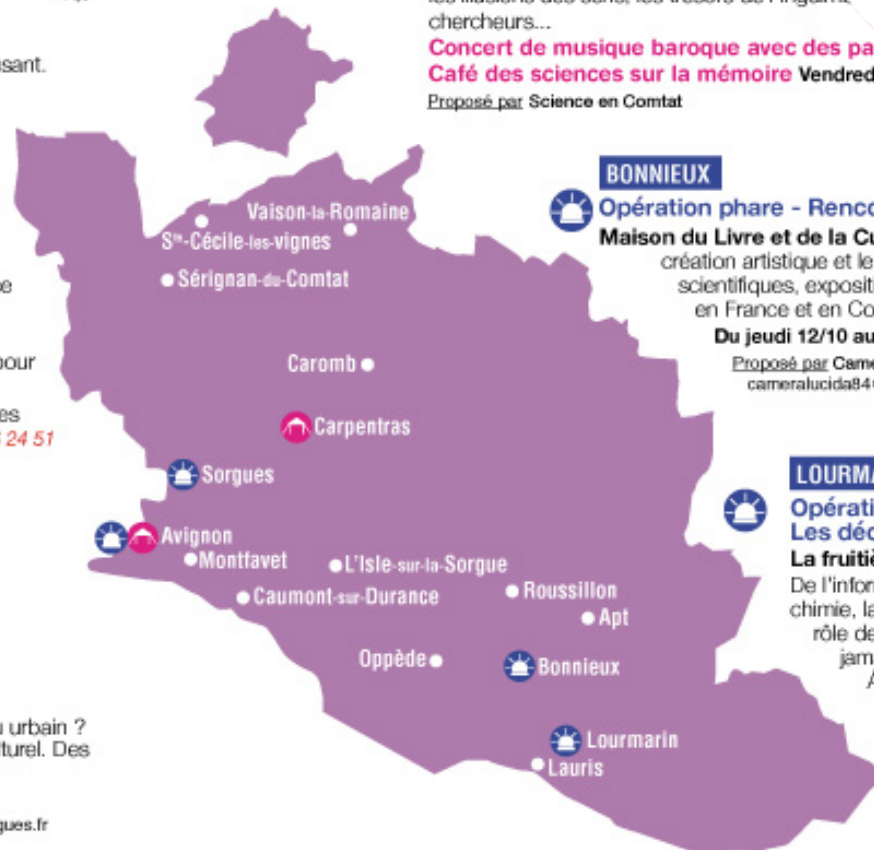 usant.
chercheurs...
Concert de musique baroque avec des pa
Café des sciences sur la mémoire Vendred
Proposé par Science en Comtat
BONNIEUX
Opération phare - Renco
Maison du Livre et de la Cu
création artistique et le
scientifiques, exposit
en France et en Co
Du jeudi 12/10 au
Proposé par Came
cameralucida84
Vaison-la-Romaine
Ste-Cécile-les-vignes
Sérignan-du-Comtat
e
pour
es
24 51
Caromb
Carpentras
Sorgues
Avignon
Montfavet
L'Isle-sur-la-Sorgue
Caumont-sur-Durance
Roussillon
Apt
Oppède
Bonnieux
Lourmarin
Lauris
LOURMA
Opérati
Les déc
La fruitiè
De l'infor
chimie, la
rôle de
jam
u urbain ?
turel. Des
gues.fr